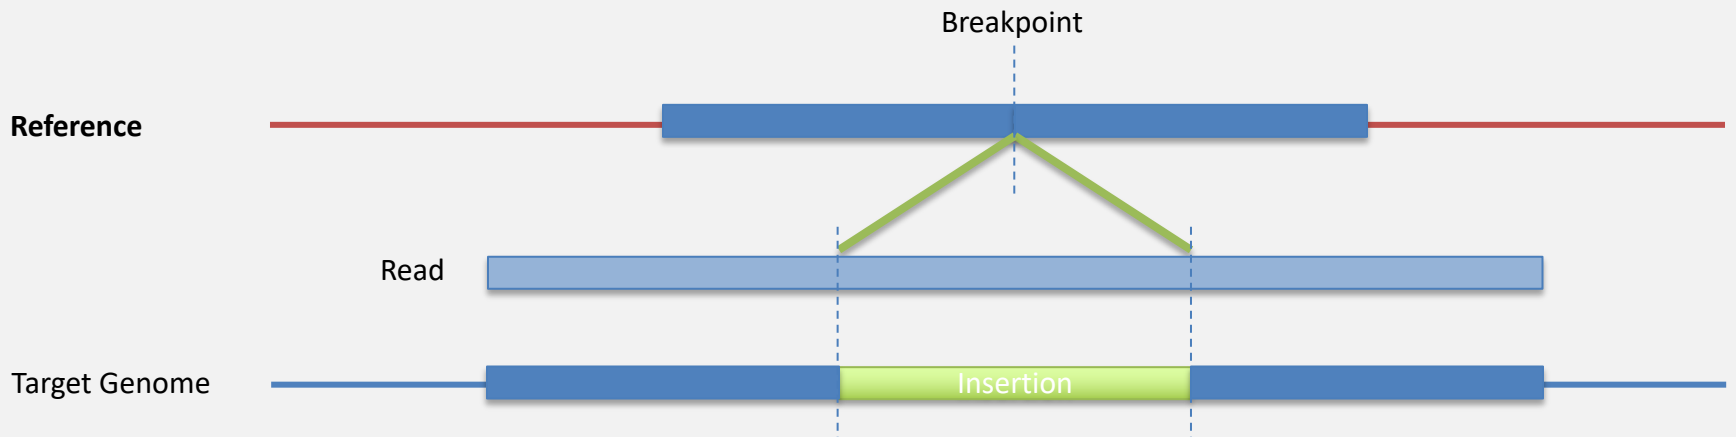 Breakpoint
Reference
Read
Target Genome
Insertion